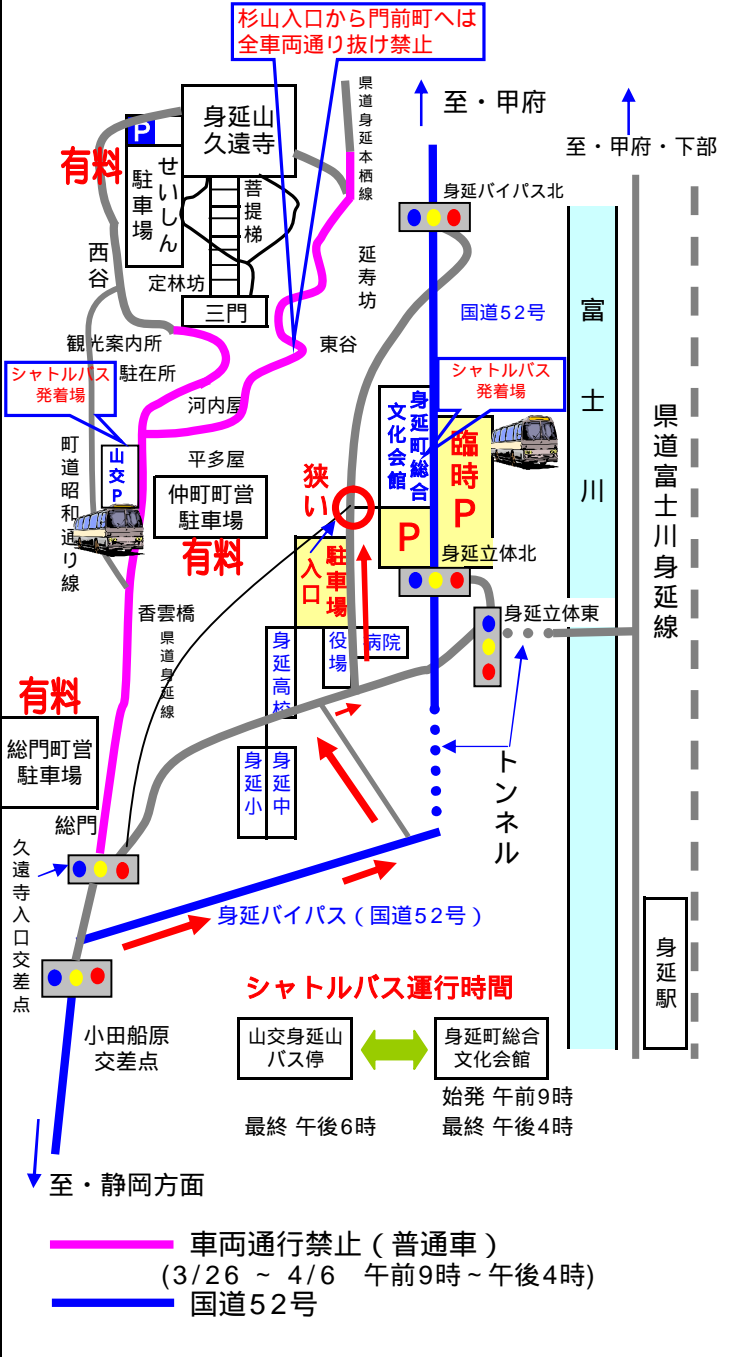 杉山入口から門前町へは
全車両通り抜け禁止
至・甲府
至・甲府・下部
県道身延本栖線
身延山
久遠寺
P
有料
せいしん
駐車場
菩提梯
身延バイパス北
西谷
定林坊
三門
延寿坊
国道52号
富士川
観光案内所
駐在所
東谷
シャトルバス
発着場
シャトルバス
発着場
河内屋
町道昭和通り線
山交P
平多屋
仲町町営
駐車場
有料
狭い
身延町総合
文化会館
臨時P
P
県道富士川身延線
駐車場
入口
身延立体北
身延立体東
香雲橋
県道身延線
身延高校
役場
病院
有料
総門町営
駐車場
身延小
身延中
トンネル
総門
久遠寺入口交差点
身延バイパス（国道52号）
身延駅
小田船原
交差点
シャトルバス運行時間
山交身延山
バス停
身延町総合
文化会館
始発 午前9時
最終 午後6時
最終 午後4時
至・静岡方面
車両通行禁止（普通車）
(3/26 ~ 4/6 午前9時~午後4時)
国道52号